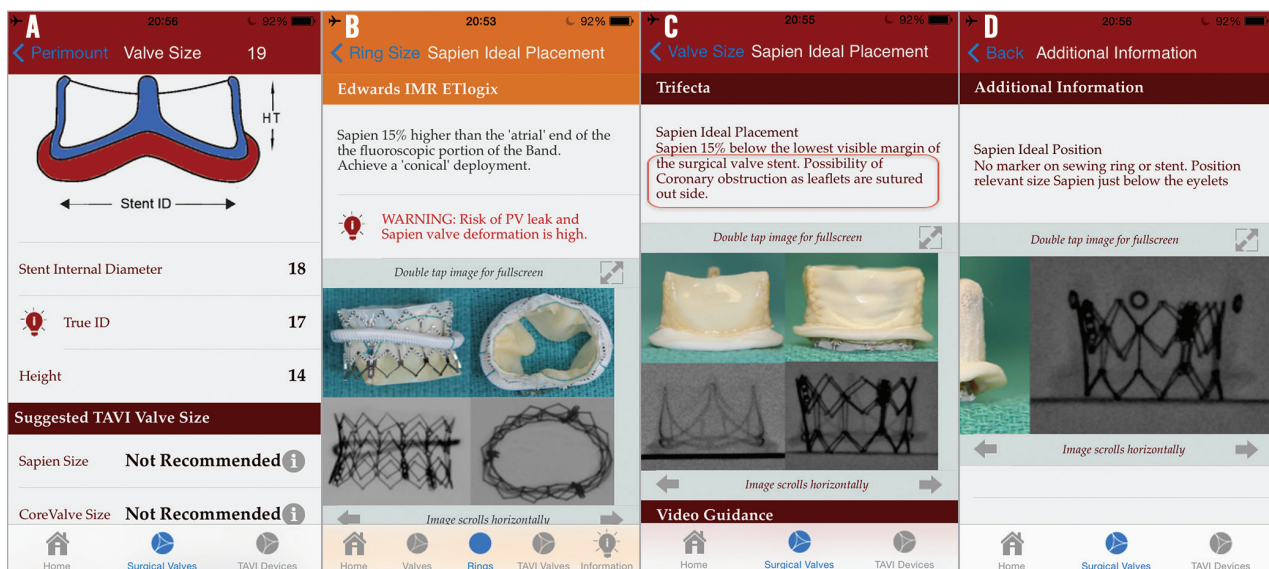 A
20:56
92%
Perimount
Valve Size
19
HT
Stent ID
Stent Internal Diameter
18
True ID
17
Height
14
Suggested TAVI Valve Size
Sapien Size
Not Recommended
CoreValve Size
Not Recommended
Home
Surgical Valves
TAVI Devices
B
20:53
92%
Ring Size
Sapien Ideal Placement
Edwards IMR ETlogix
Sapien 15% higher than the 'atrial' end of the
the fluoroscopic portion of the Band.
Achieve a 'conical' deployment.
WARNING: Risk of PV leak and
Sapien valve deformation is high.
Double tap image for fullscreen
Image scrolls horizontally
Home
Valves
Rings
TAVI Valves
Information
C
20:55
92%
Valve Size
Sapien Ideal Placement
Trifecta
Sapien Ideal Placement
Sapien 15% below the lowest visible margin of
the surgical valve stent. Possibility of
Coronary obstruction as leaflets are sutured
out side.
Double tap image for fullscreen
Image scrolls horizontally
Video Guidance
Home
Surgical Valves
TAVI Devices
D
20:56
92%
Back
Additional Information
Additional Information
Sapien Ideal Position
No marker on sewing ring or stent. Position
relevant size Sapien just below the eyelets
Double tap image for fullscreen
Image scrolls horizontally
Home
Surgical Valves
TAVI Devices